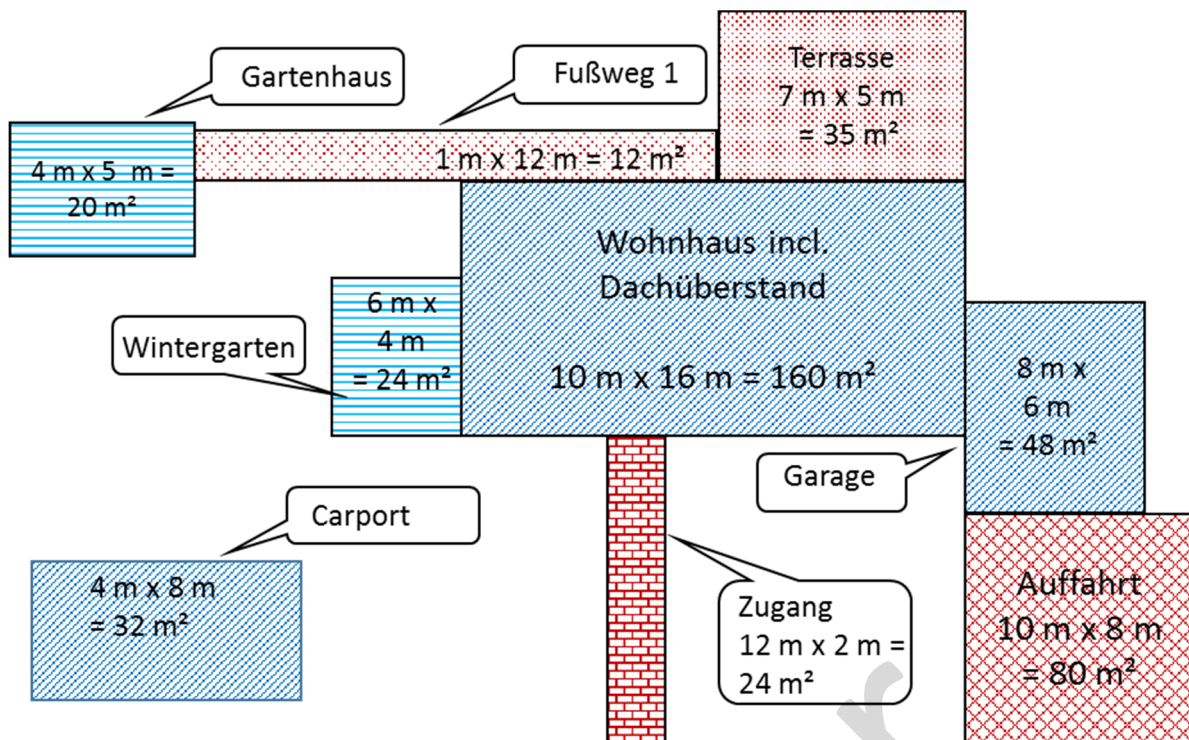 Gartenhaus
Fußweg 1
Terrasse
7 m x 5 m
= 35 m²
4 m x 5 m =
20 m²
1 m x 12 m = 12 m²
Wohnhaus incl.
Dachüberstand
10 m x 16 m = 160 m²
6 m x
4 m
= 24 m²
Wintergarten
8 m x
6 m
= 48 m²
Garage
Carport
4 m x 8 m
= 32 m²
Zugang
12 m x 2 m =
24 m²
Auffahrt
10 m x 8 m
= 80 m²
r